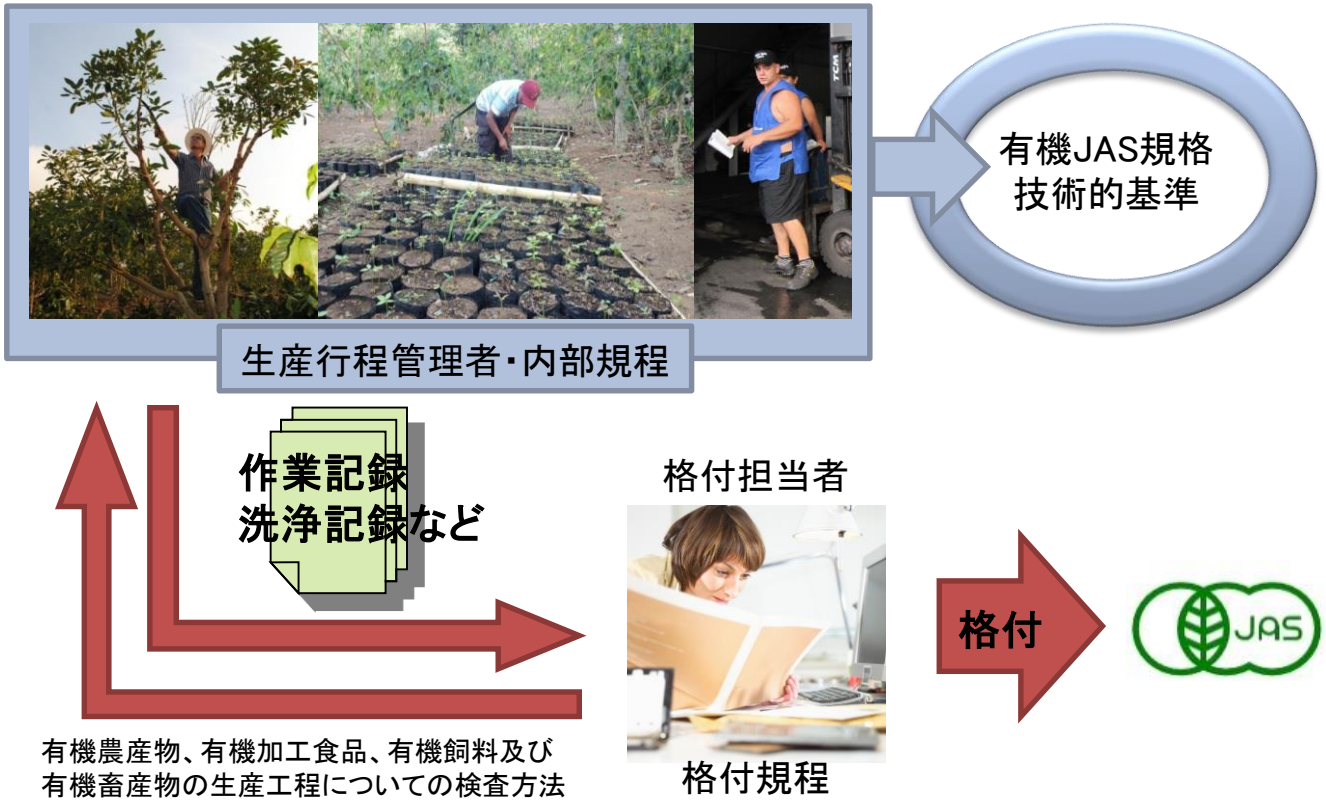 TCM
有機JAS規格
技術的基準
生産行程管理者・内部規程
作業記録
洗浄記録など
格付担当者
格付
JAS
有機農産物、有機加工食品、有機飼料及び
有機畜産物の生産工程についての検査方法
格付規程